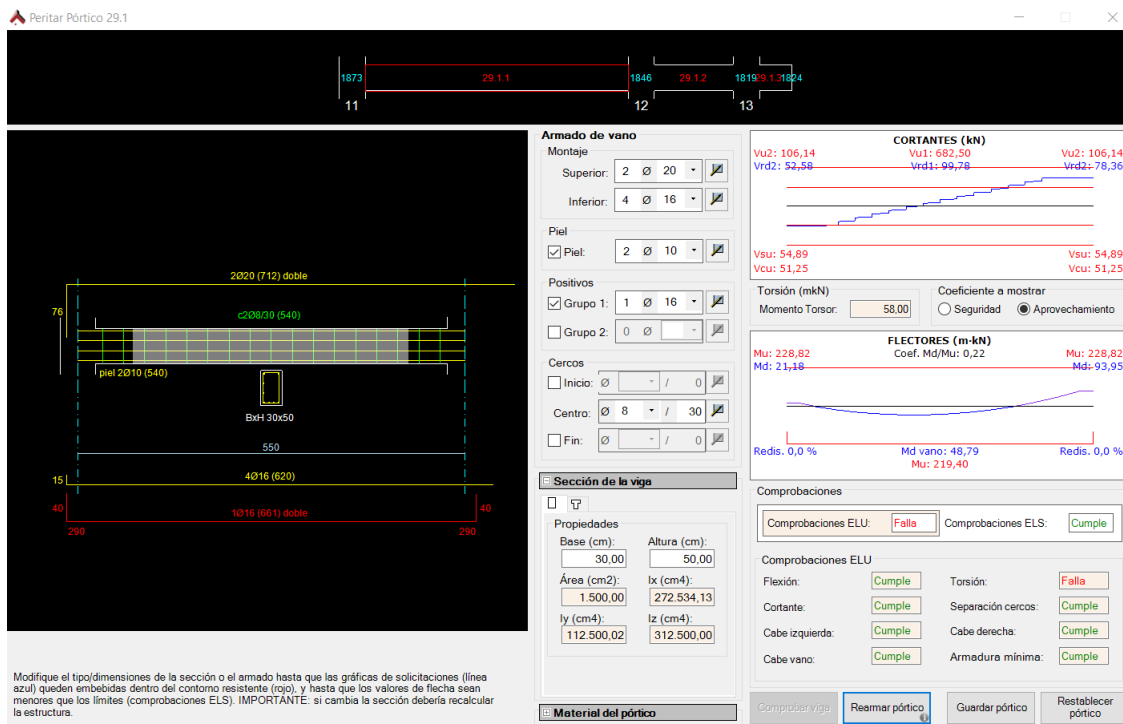 Peritar Pórtico 29.1
1873 29.1.1 1846 29.1.2 1819 29.1.3 1824
11 12 13
2Ø20 (712) doble
76
c2Ø8/30 (540)
piel 2Ø10 (540)
BxH 30x50
550
15 4Ø16 (620)
40 1Ø16 (661) doble 40
290 290
Armado de vano
Montaje
Superior: 2 Ø 20
Inferior: 4 Ø 16
Piel
Piel: 2 Ø 10
Positivos
Grupo 1: 1 Ø 16
Grupo 2: 0 Ø
Cercos
Inicio: Ø / 0
Centro: Ø 8 / 30
Fin: Ø / 0
Sección de la viga
Propiedades
Base (cm): Altura (cm):
30,00 50,00
Área (cm2): Ix (cm4):
1.500,00 272.534,13
Iy (cm4): Iz (cm4):
112.500,02 312.500,00
Material del pórtico
CORTANTES (kN)
Vu2: 106,14 Vu1: 682,50 Vu2: 106,14
Vrd2: 52,58 Vrd1: 99,78 Vrd2: 78,36
Vsu: 54,89 Vsu: 54,89
Vcu: 51,25 Vcu: 51,25
Torsión (mkN)
Momento Torsor: 58,00
Coeficiente a mostrar
Seguridad Aprovechamiento
FLECTORES (m·kN)
Mu: 228,82 Coef. Md/Mu: 0,22 Mu: 228,82
Md: 21,18 Md: 93,95
Redis. 0,0 % Md vano: 48,79 Redis. 0,0 %
Mu: 219,40
Comprobaciones
Comprobaciones ELU: Falla Comprobaciones ELS: Cumple
Comprobaciones ELU
Flexión: Cumple Torsión: Falla
Cortante: Cumple Separación cercos: Cumple
Cabe izquierda: Cumple Cabe derecha: Cumple
Cabe vano: Cumple Armadura mínima: Cumple
Comprobar viga Rearmar pórtico Guardar pórtico Restablecer pórtico
Modifique el tipo/dimensiones de la sección o el armado hasta que las gráficas de solicitaciones (línea
azul) queden embebidas dentro del contorno resistente (rojo), y hasta que los valores de flecha sean
menores que los límites (comprobaciones ELS). IMPORTANTE: si cambia la sección debería recalcular
la estructura.